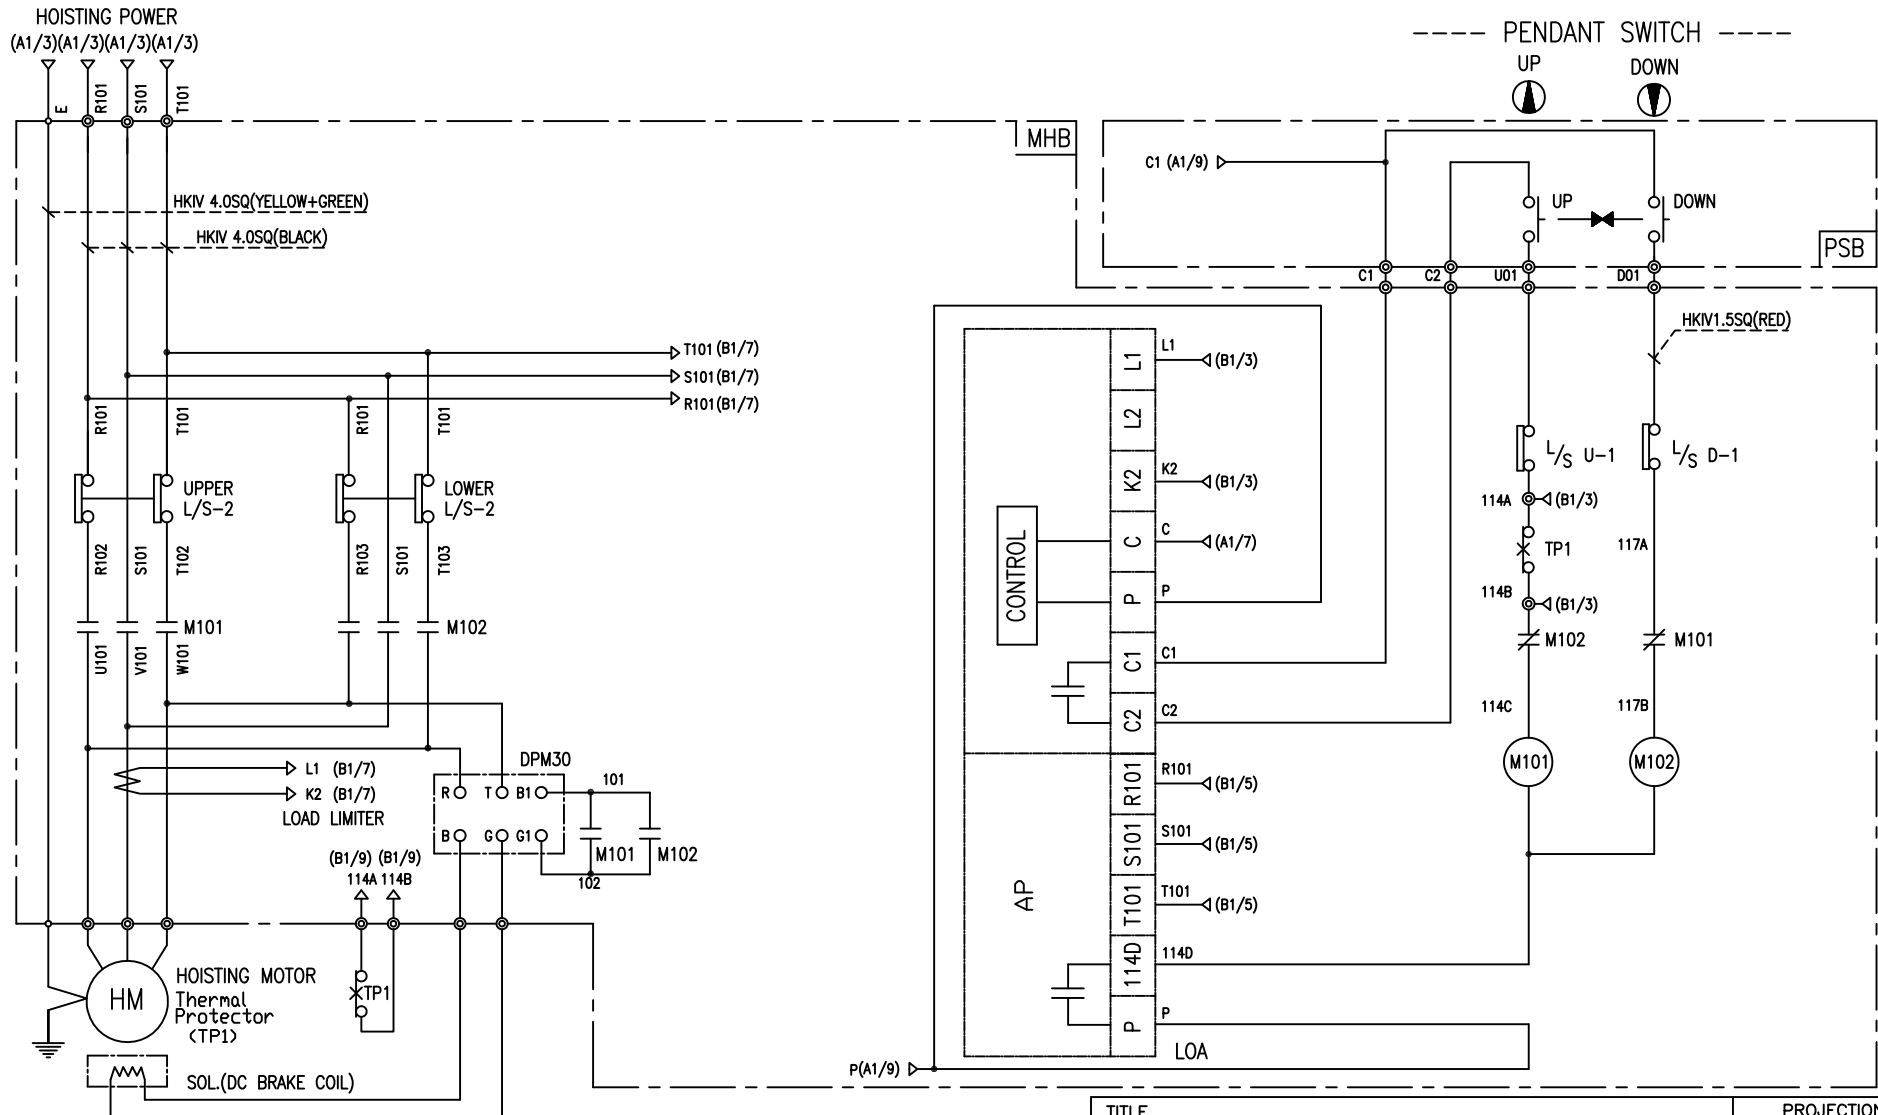 HOISTING POWER
(A1/3)(A1/3)(A1/3)(A1/3)
E
R101
S101
T101
MHB
HKIV 4.0SQ(YELLOW+GREEN)
HKIV 4.0SQ(BLACK)
T101 (B1/7)
S101 (B1/7)
R101 (B1/7)
R101
T101
R101
T101
UPPER
L/S-2
LOWER
L/S-2
R102
S101
T102
R103
S101
T103
M101
M102
U101
V101
W101
L1 (B1/7)
K2 (B1/7)
LOAD LIMITER
DPM30
R
T
B1
B
G
G1
101
M101
M102
102
(B1/9) (B1/9)
114A 114B
HM
HOISTING MOTOR
Thermal
Protector
(TP1)
TP1
SOL.(DC BRAKE COIL)
---- PENDANT SWITCH ----
UP
DOWN
C1 (A1/9)
UP
DOWN
PSB
C1
C2
U01
D01
HKIV1.5SQ(RED)
CONTROL
L1
L1
(B1/3)
L2
K2
K2
(B1/3)
C
C
(A1/7)
P
P
C1
C1
C2
C2
AP
R101
R101
(B1/5)
S101
S101
(B1/5)
T101
T101
(B1/5)
114D
114D
P
P
LOA
P(A1/9)
L/S U-1
L/S D-1
114A
(B1/3)
TP1
117A
114B
(B1/3)
M102
M101
114C
117B
M101
M102
TITLE
PROJECTION